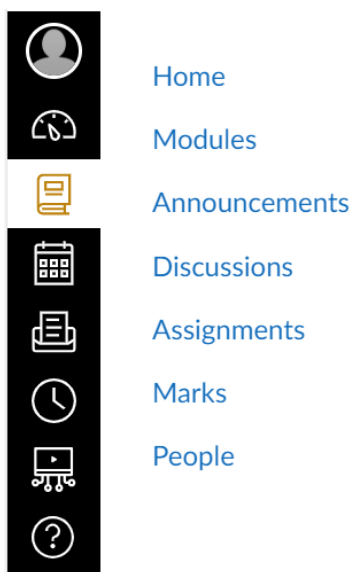 Home
Modules
Announcements
Discussions
Assignments
Marks
People